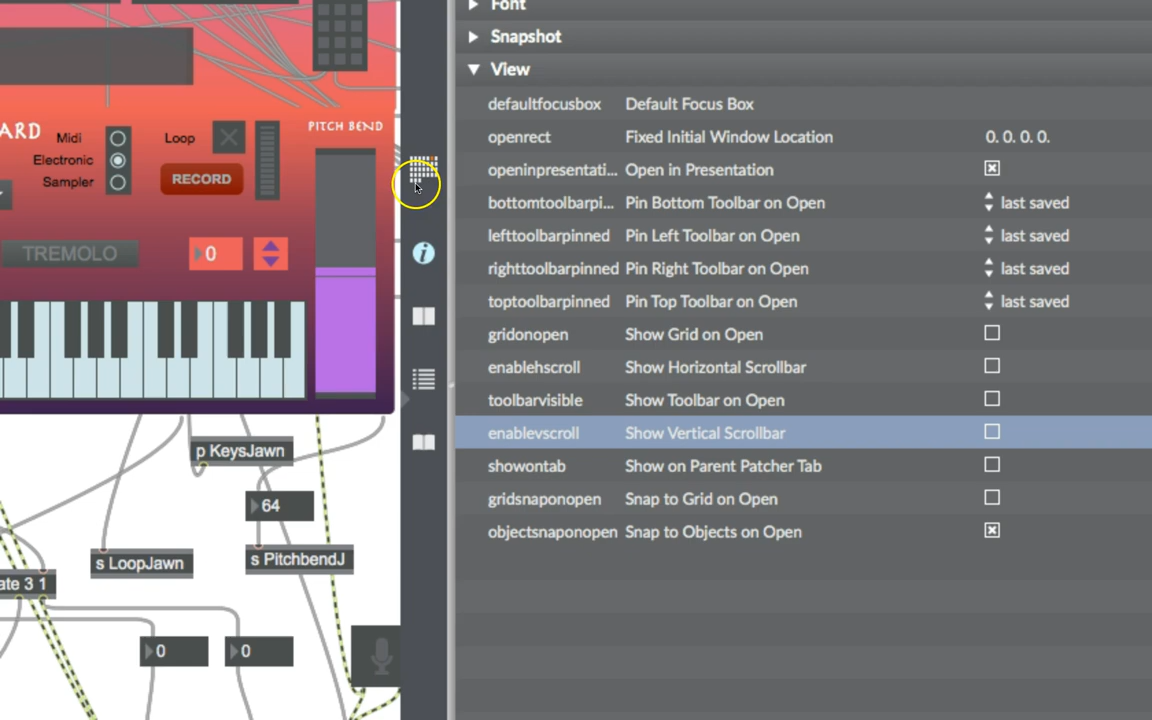 Font
Snapshot
View
defaultfocusbox Default Focus Box
openrect Fixed Initial Window Location 0. 0. 0. 0.
openinpresentati... Open in Presentation
bottomtoolbarpi... Pin Bottom Toolbar on Open last saved
lefttoolbarpinned Pin Left Toolbar on Open last saved
righttoolbarpinned Pin Right Toolbar on Open last saved
toptoolbarpinned Pin Top Toolbar on Open last saved
gridonopen Show Grid on Open
enablehscroll Show Horizontal Scrollbar
toolbarvisible Show Toolbar on Open
enablevscroll Show Vertical Scrollbar
showontab Show on Parent Patcher Tab
gridsnaponopen Snap to Grid on Open
objectsnaponopen Snap to Objects on Open
ARD
Midi
Electronic
Sampler
Loop
RECORD
PITCH BEND
TREMOLO
0
p KeysJawn
64
s LoopJawn
s PitchbendJ
ate 3 1
0
0